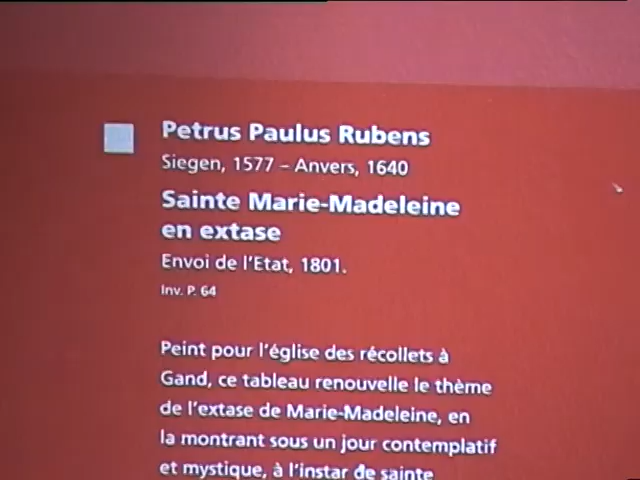 Petrus Paulus Rubens
Siegen, 1577 – Anvers, 1640
Sainte Marie-Madeleine
en extase
Envoi de l'Etat, 1801.
Inv. P. 64
Peint pour l'église des récollets à
Gand, ce tableau renouvelle le thème
de l'extase de Marie-Madeleine, en
la montrant sous un jour contemplatif
et mystique, à l'instar de sainte